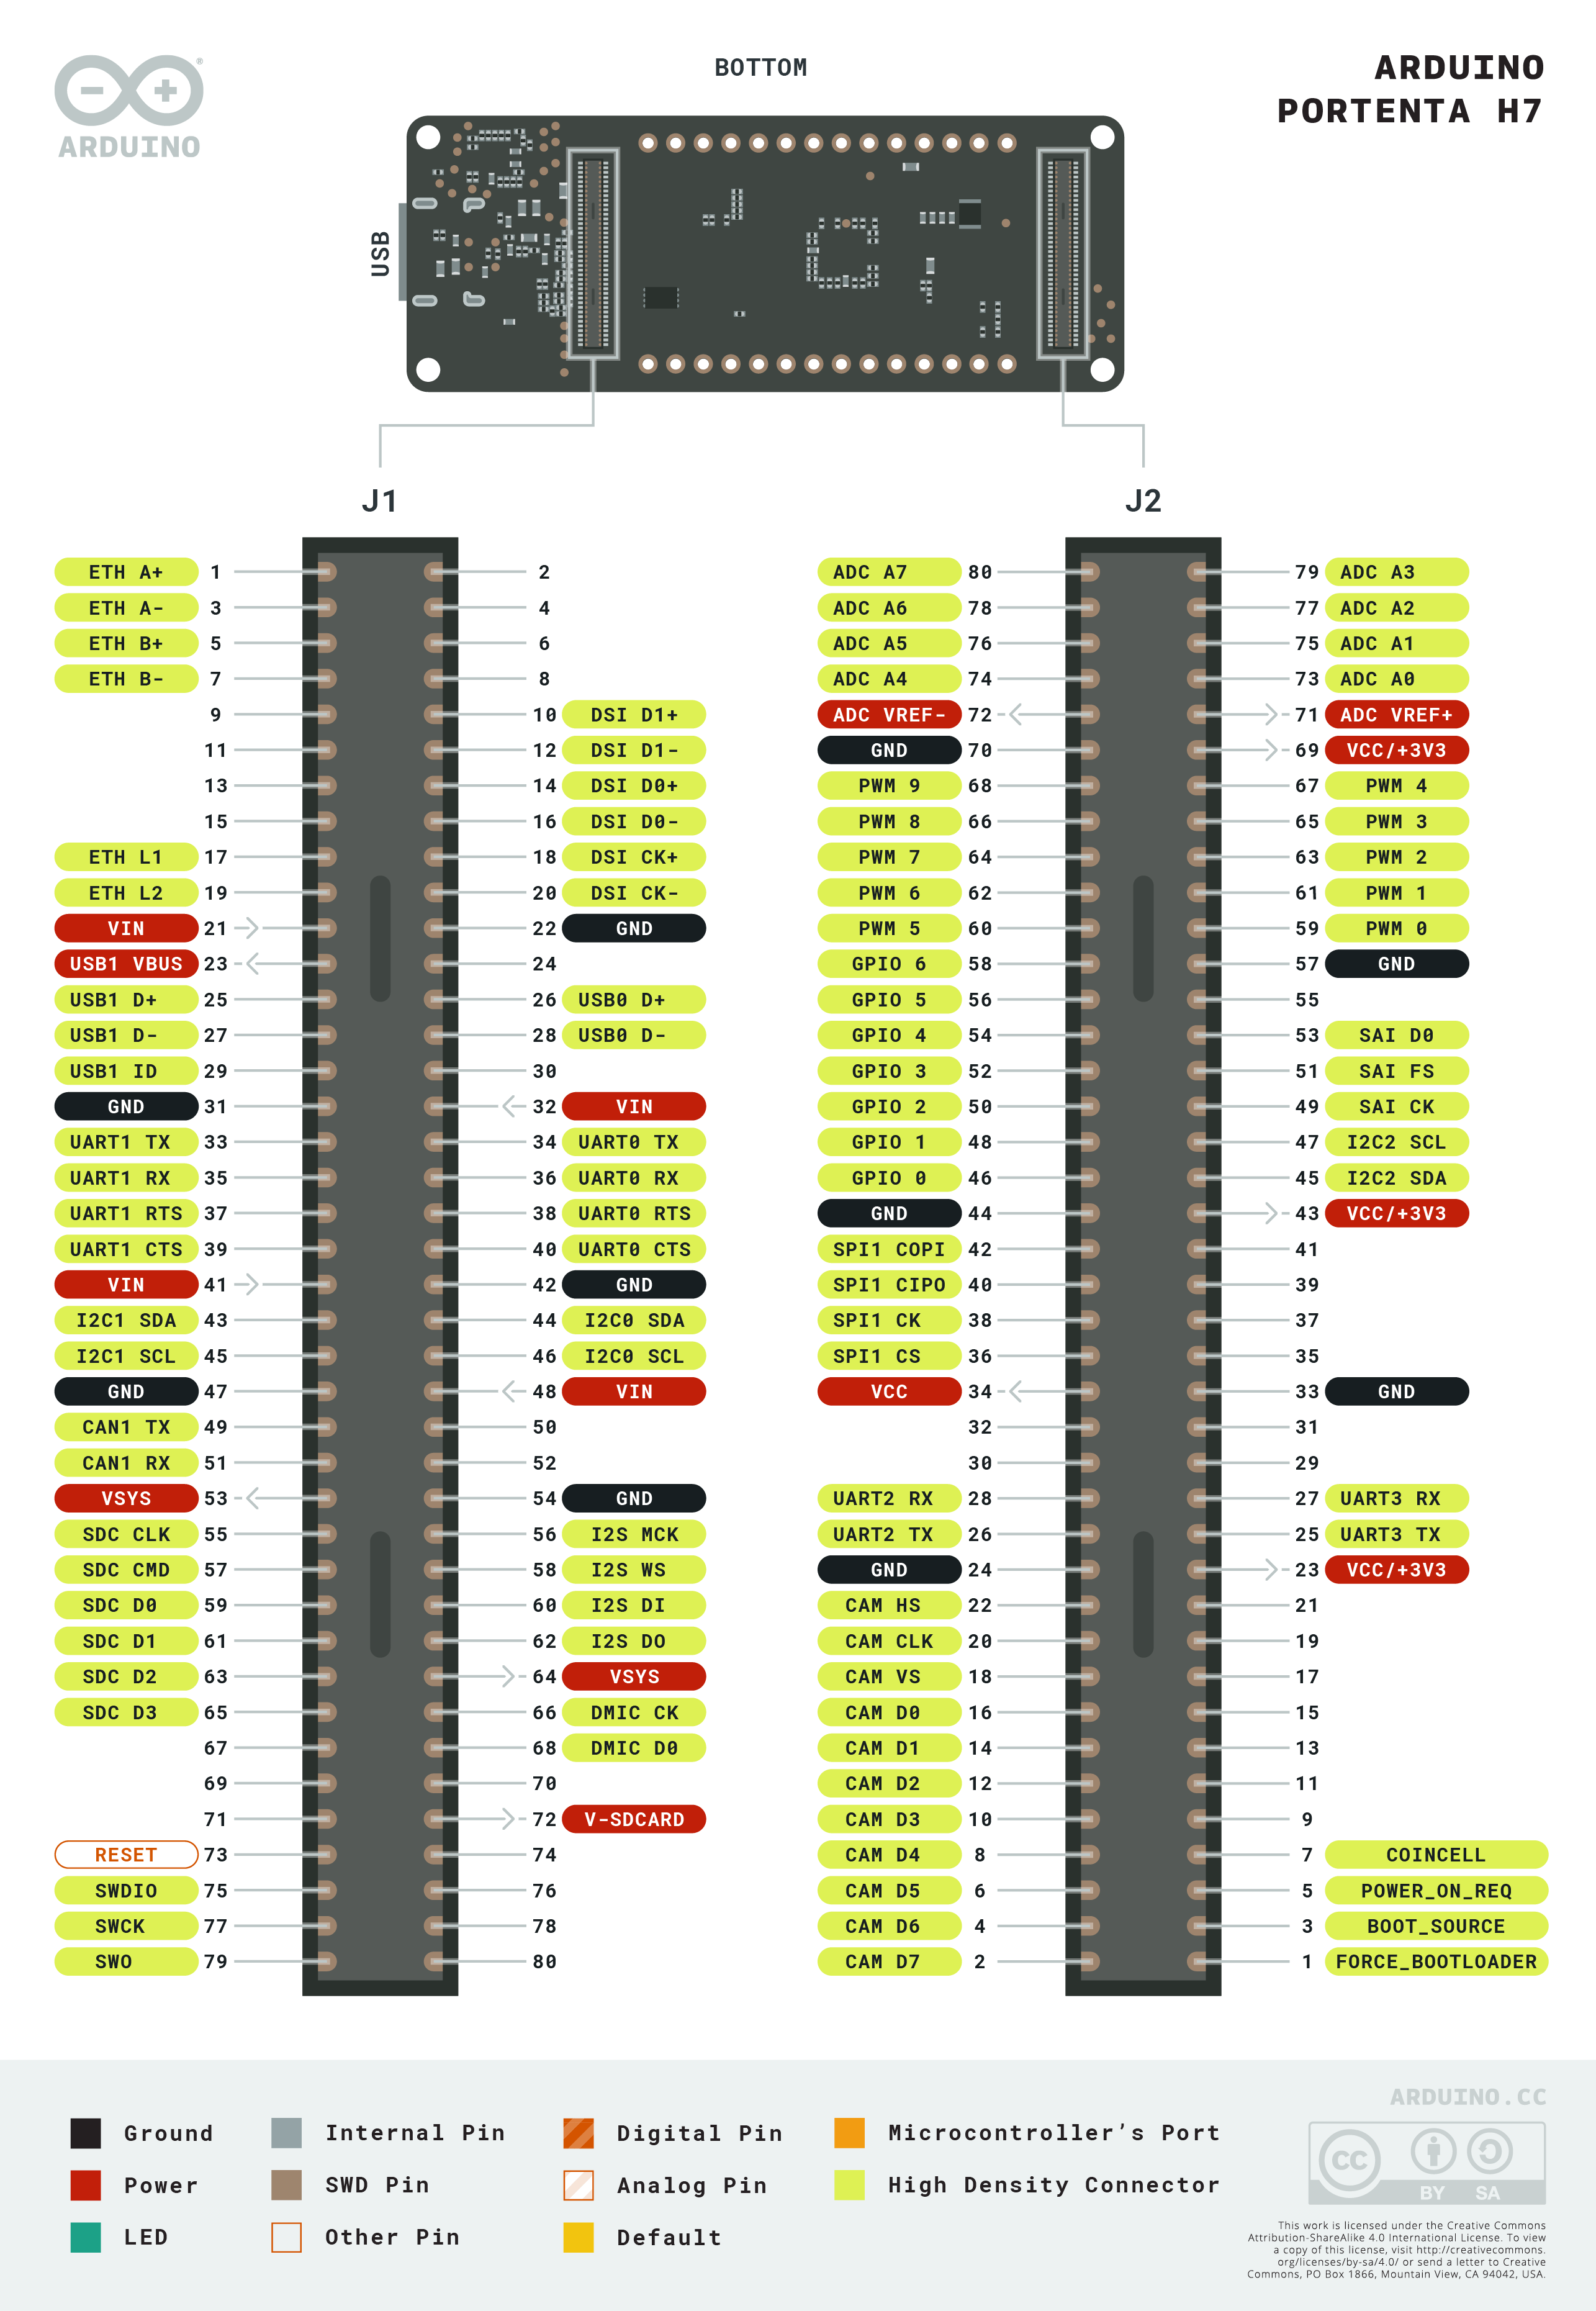 BOTTOM
ARDUINO
PORTENTA H7
ARDUINO
USB
J1
J2
ETH A+ 1 2 ADC A7 80 79 ADC A3
ETH A- 3 4 ADC A6 78 77 ADC A2
ETH B+ 5 6 ADC A5 76 75 ADC A1
ETH B- 7 8 ADC A4 74 73 ADC A0
9 10 DSI D1+ ADC VREF- 72 71 ADC VREF+
11 12 DSI D1- GND 70 69 VCC/+3V3
13 14 DSI D0+ PWM 9 68 67 PWM 4
15 16 DSI D0- PWM 8 66 65 PWM 3
ETH L1 17 18 DSI CK+ PWM 7 64 63 PWM 2
ETH L2 19 20 DSI CK- PWM 6 62 61 PWM 1
VIN 21 22 GND PWM 5 60 59 PWM 0
USB1 VBUS 23 24 GPIO 6 58 57 GND
USB1 D+ 25 26 USB0 D+ GPIO 5 56 55
USB1 D- 27 28 USB0 D- GPIO 4 54 53 SAI D0
USB1 ID 29 30 GPIO 3 52 51 SAI FS
GND 31 32 VIN GPIO 2 50 49 SAI CK
UART1 TX 33 34 UART0 TX GPIO 1 48 47 I2C2 SCL
UART1 RX 35 36 UART0 RX GPIO 0 46 45 I2C2 SDA
UART1 RTS 37 38 UART0 RTS GND 44 43 VCC/+3V3
UART1 CTS 39 40 UART0 CTS SPI1 COPI 42 41
VIN 41 42 GND SPI1 CIPO 40 39
I2C1 SDA 43 44 I2C0 SDA SPI1 CK 38 37
I2C1 SCL 45 46 I2C0 SCL SPI1 CS 36 35
GND 47 48 VIN VCC 34 33 GND
CAN1 TX 49 50 32 31
CAN1 RX 51 52 30 29
VSYS 53 54 GND UART2 RX 28 27 UART3 RX
SDC CLK 55 56 I2S MCK UART2 TX 26 25 UART3 TX
SDC CMD 57 58 I2S WS GND 24 23 VCC/+3V3
SDC D0 59 60 I2S DI CAM HS 22 21
SDC D1 61 62 I2S DO CAM CLK 20 19
SDC D2 63 64 VSYS CAM VS 18 17
SDC D3 65 66 DMIC CK CAM D0 16 15
67 68 DMIC D0 CAM D1 14 13
69 70 CAM D2 12 11
71 72 V-SDCARD CAM D3 10 9
RESET 73 74 CAM D4 8 7 COINCELL
SWDIO 75 76 CAM D5 6 5 POWER_ON_REQ
SWCK 77 78 CAM D6 4 3 BOOT_SOURCE
SWO 79 80 CAM D7 2 1 FORCE_BOOTLOADER
Ground Internal Pin Digital Pin Microcontroller's Port
Power SWD Pin Analog Pin High Density Connector
LED Other Pin Default
ARDUINO.CC
CC BY SA
This work is licensed under the Creative Commons
Attribution-ShareAlike 4.0 International License. To view
a copy of this license, visit http://creativecommons.
org/licenses/by-sa/4.0/ or send a letter to Creative
Commons, PO Box 1866, Mountain View, CA 94042, USA.